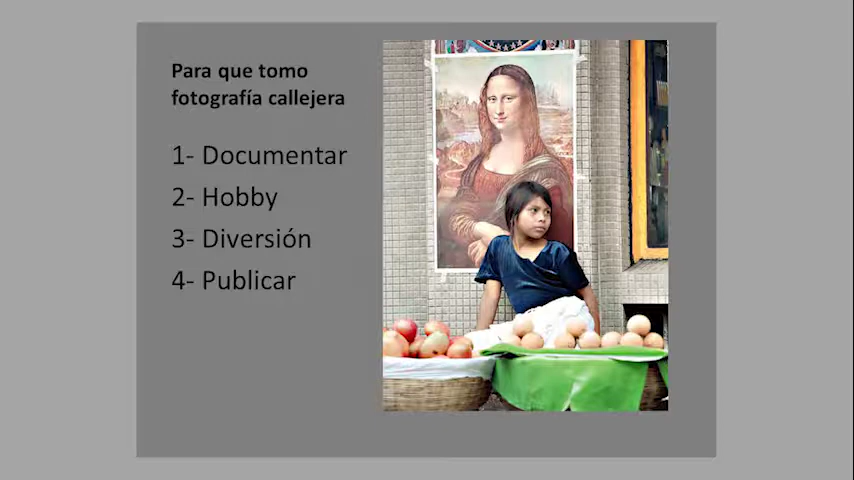 Para que tomo
fotografía callejera
1- Documentar
2- Hobby
3- Diversión
4- Publicar